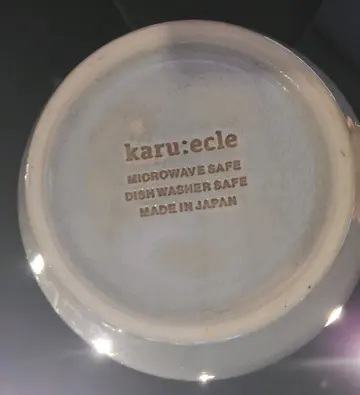 karu:ecle
MICROWAVE SAFE
DISH WASHER SAFE
MADE IN JAPAN